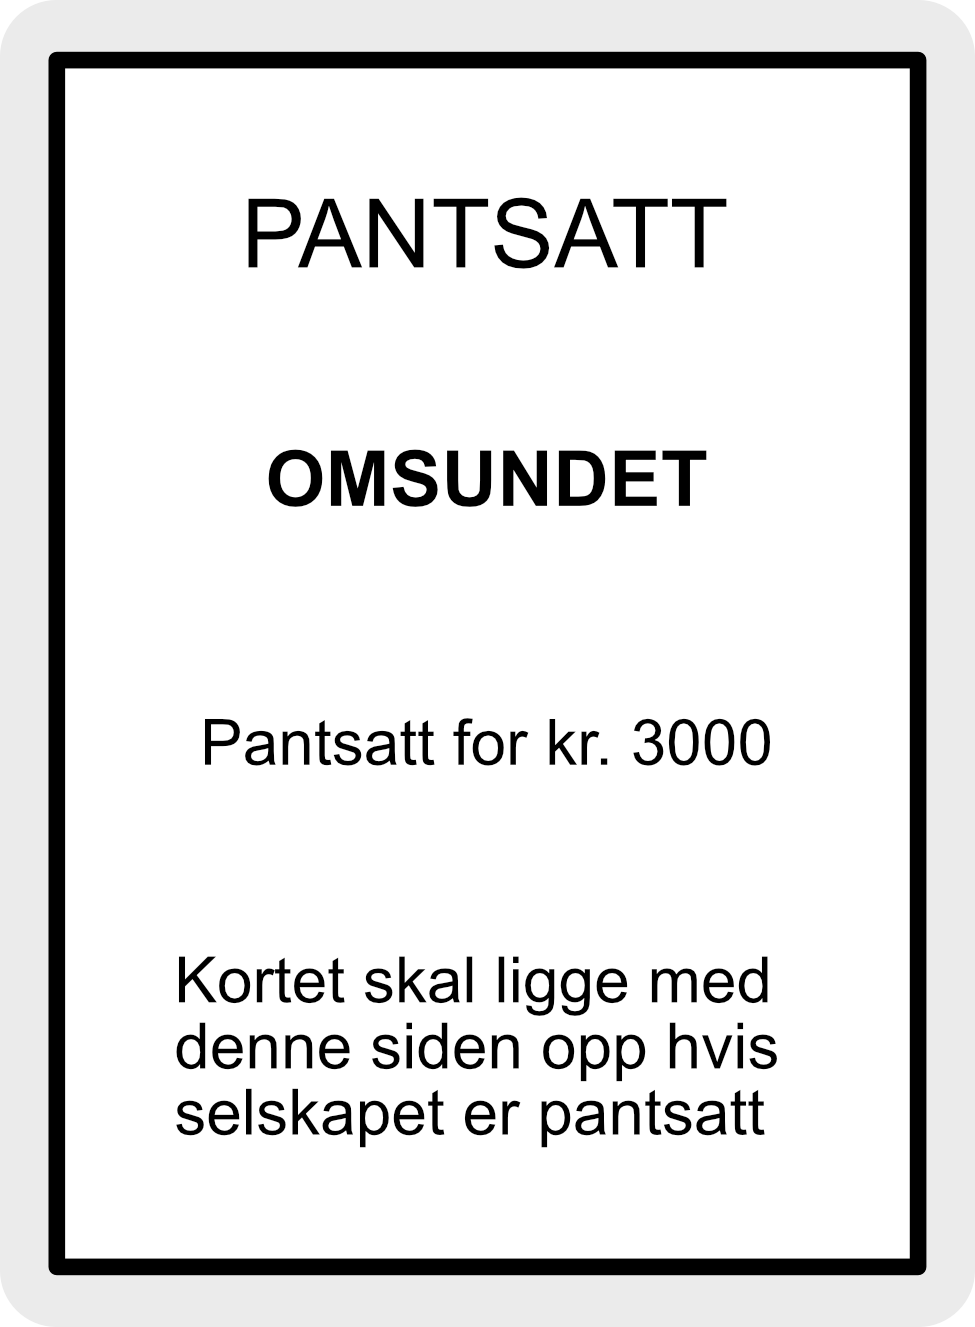 PANTSATT
OMSUNDET
Pantsatt for kr. 3000
Kortet skal ligge med
denne siden opp hvis
selskapet er pantsatt